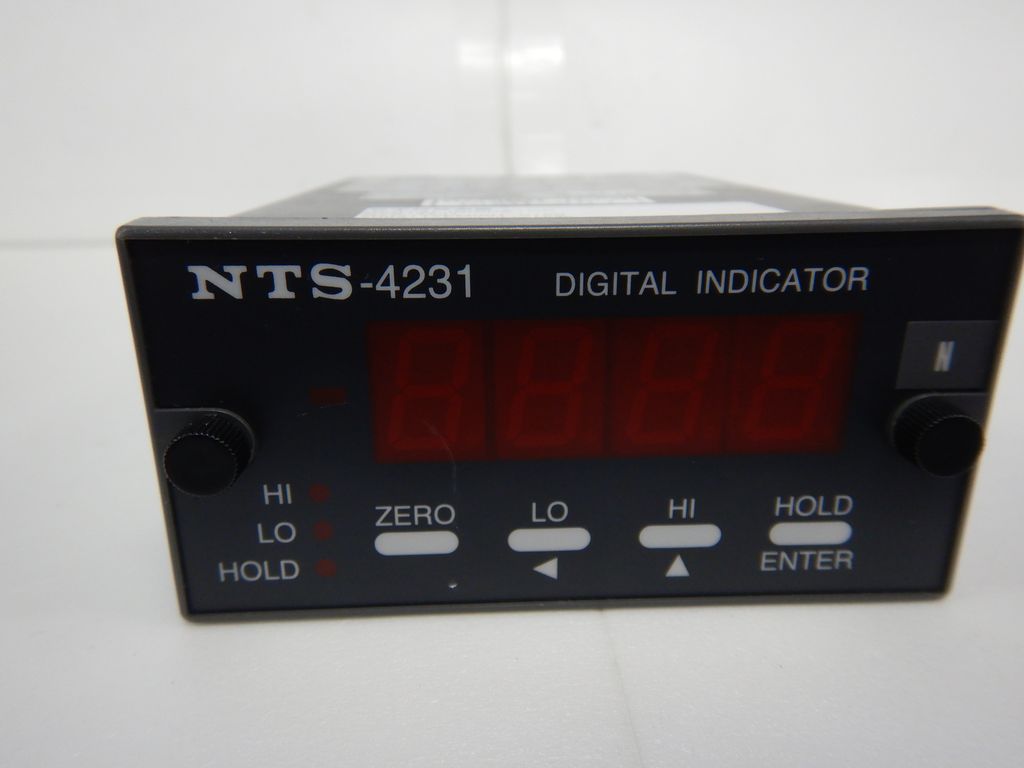 NTS-4231 DIGITAL INDICATOR
N
HI
LO
HOLD
ZERO
LO
◀
HI
▲
HOLD
ENTER